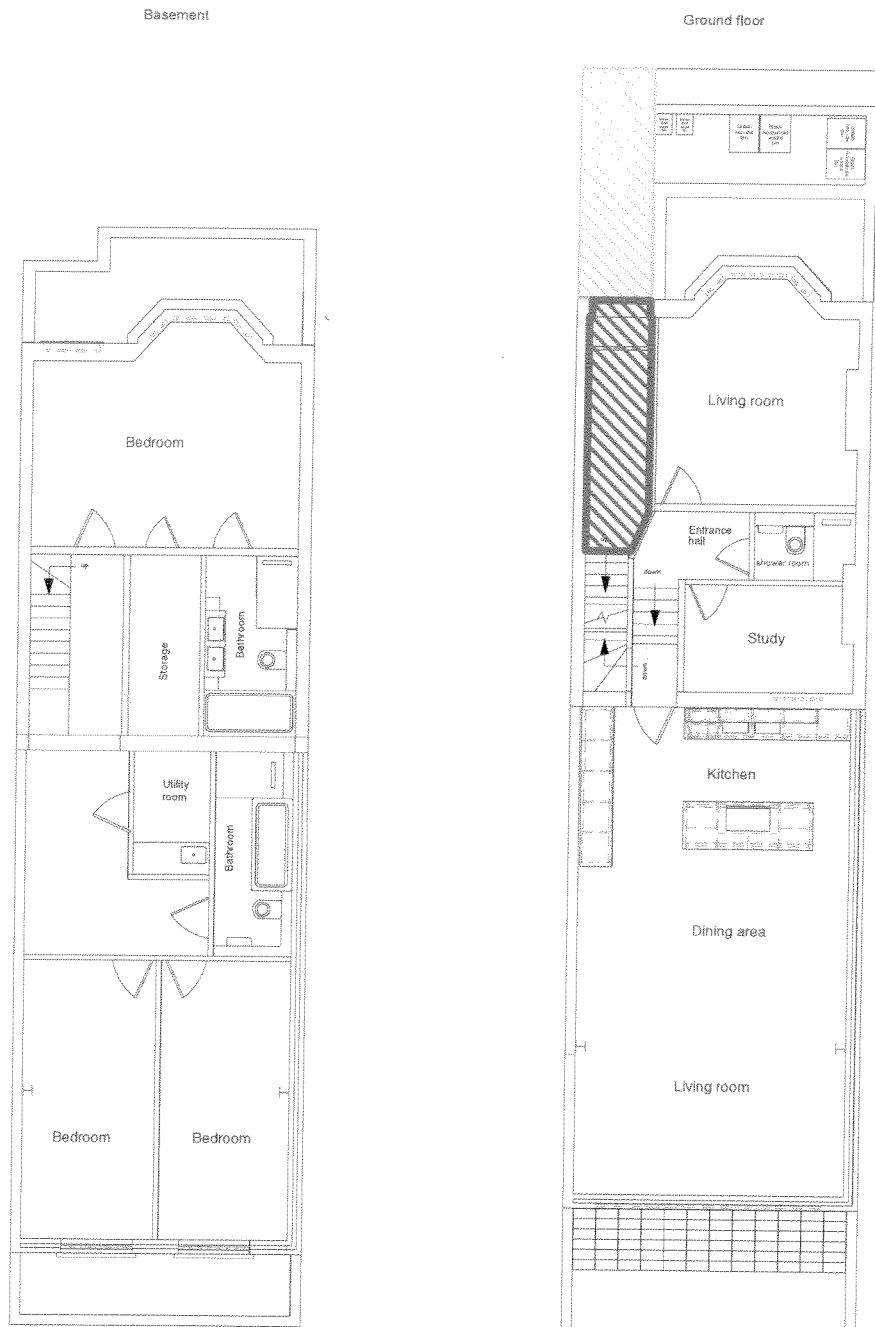 Basement
Ground floor
Bedroom
up
Storage
Bathroom
Utility
room
Bathroom
Bedroom
Bedroom
Living room
Entrance
hall
shower room
down
Study
down
Kitchen
Dining area
Living room